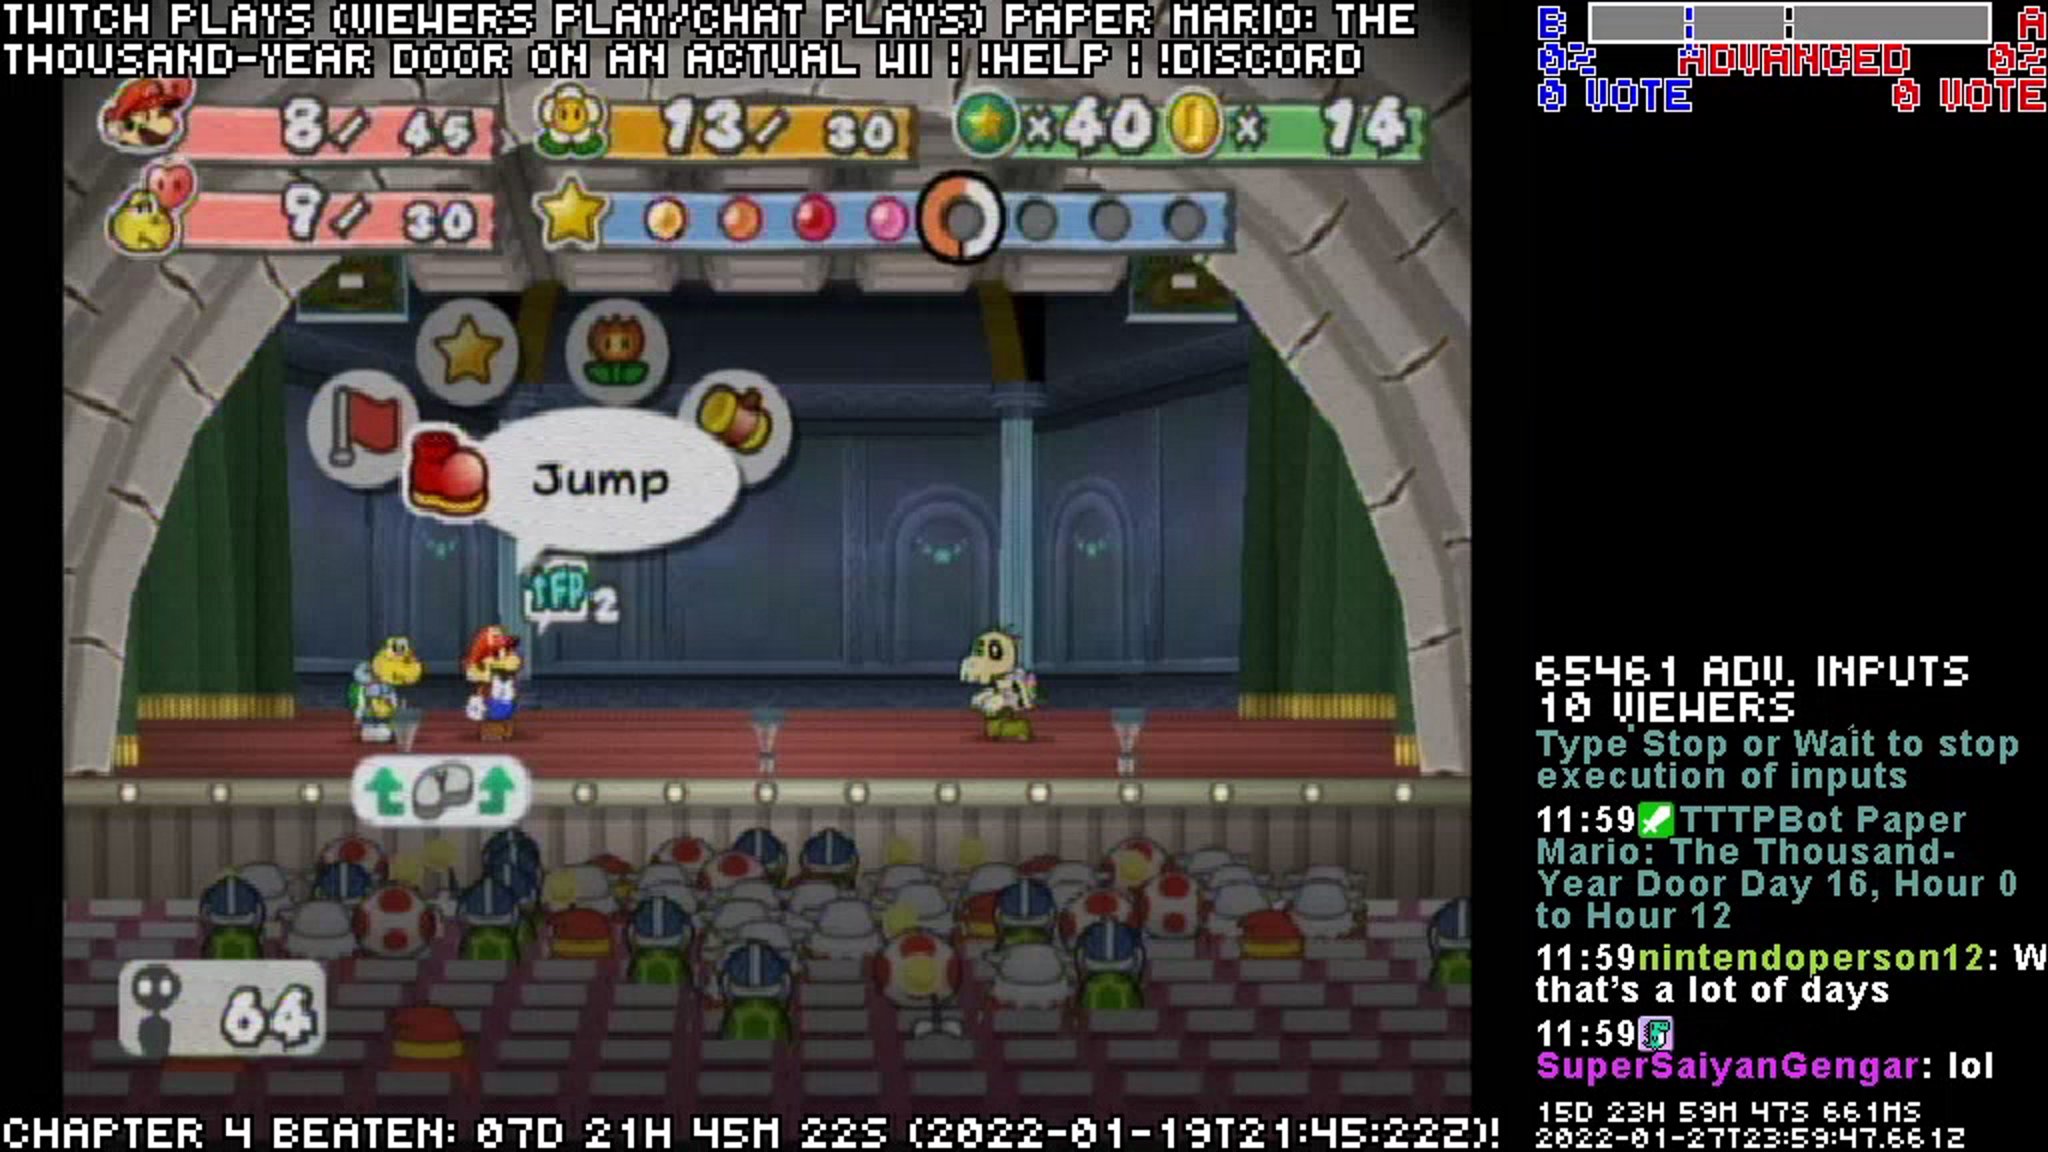 TWITCH PLAYS (VIEWERS PLAY/CHAT PLAYS) PAPER MARIO: THE
THOUSAND-YEAR DOOR ON AN ACTUAL WII | !HELP | !DISCORD
B A
0% ADVANCED 0%
0 VOTE 0 VOTE
8/ 45
13/ 30
×40 × 14
9/ 30
Jump
↑FP 2
64
65461 ADV. INPUTS
10 VIEWERS
Type Stop or Wait to stop
execution of inputs
11:59 TTTPBot Paper
Mario: The Thousand-
Year Door Day 16, Hour 0
to Hour 12
11:59 nintendoperson12: W
that's a lot of days
11:59
SuperSaiyanGengar: lol
15D 23H 59M 47S 661MS
2022-01-27T23:59:47.661Z
CHAPTER 4 BEATEN: 07D 21H 45M 22S (2022-01-19T21:45:22Z)!